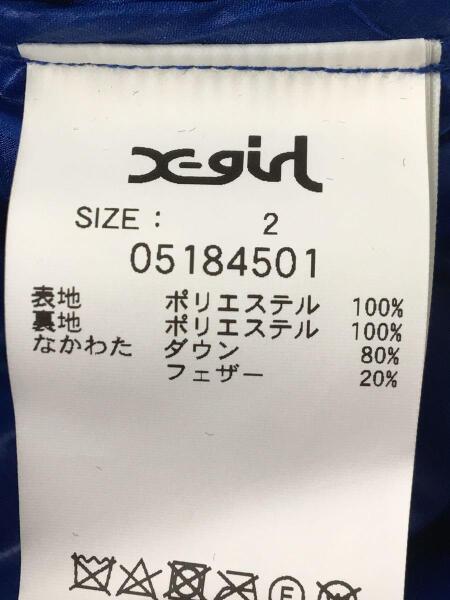 X-girl
SIZE : 2
05184501
表地 ポリエステル 100%
裏地 ポリエステル 100%
なかわた ダウン 80%
フェザー 20%